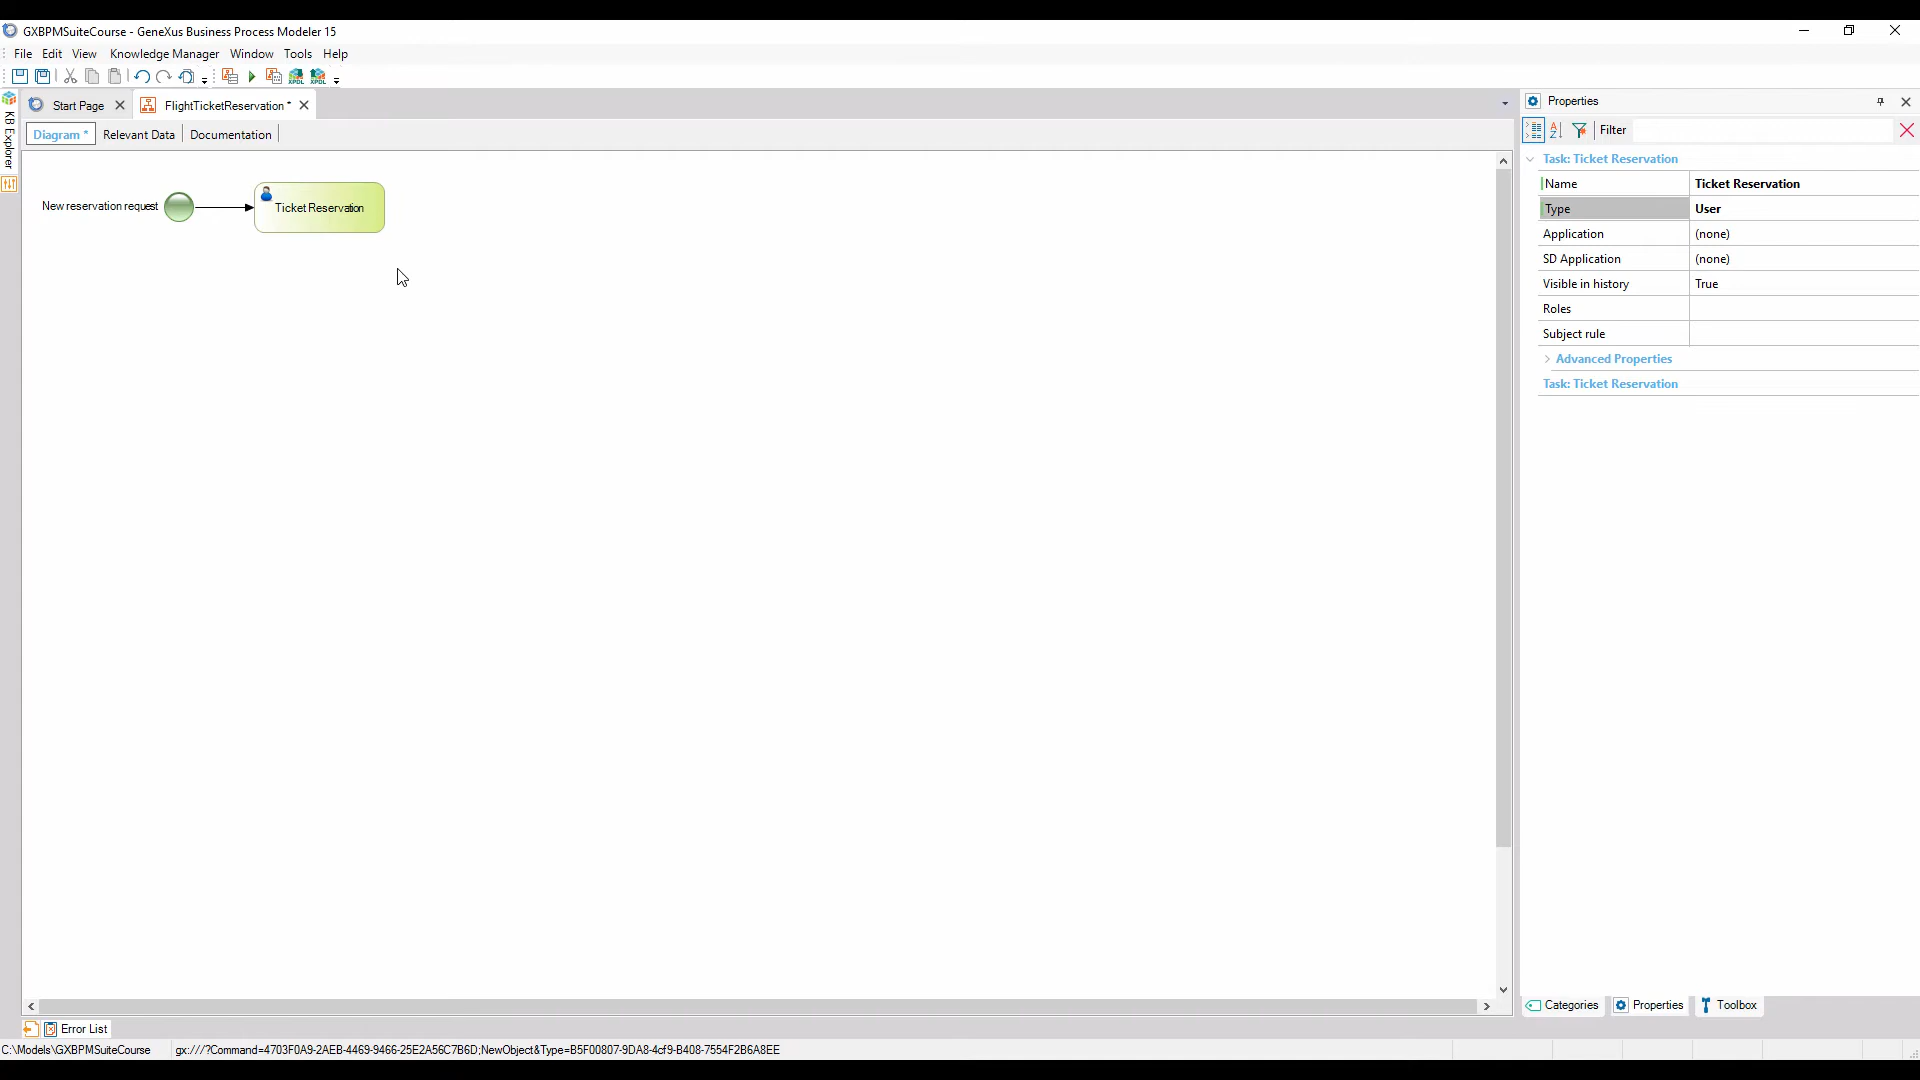 GXBPMSuiteCourse - GeneXus Business Process Modeler 15
File Edit View Knowledge Manager Window Tools Help
Start Page
FlightTicketReservation *
KB Explorer
Diagram * Relevant Data Documentation
New reservation request
Ticket Reservation
Properties
Filter
Task: Ticket Reservation
Name Ticket Reservation
Type User
Application (none)
SD Application (none)
Visible in history True
Roles
Subject rule
Advanced Properties
Task: Ticket Reservation
Categories Properties Toolbox
Error List
C:\Models\GXBPMSuiteCourse gx:///?Command=4703F0A9-2AEB-4469-9466-25E2A56C7B6D;NewObject&Type=B5F00807-9DA8-4cf9-B408-7554F2B6A8EE